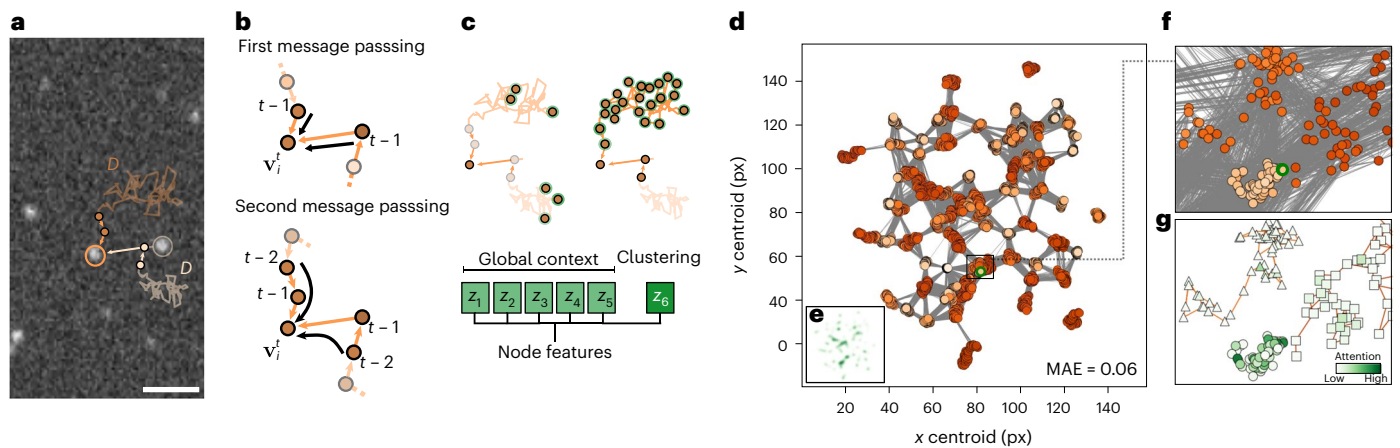 a
D
D
b
First message passsing
t − 1
t − 1
v_i^t
Second message passsing
t − 2
t − 1
t − 1
v_i^t
t − 2
c
Global context
Clustering
z1 z2 z3 z4 z5 z6
Node features
d
y centroid (px)
140
120
100
80
60
40
20
0
e
MAE = 0.06
20 40 60 80 100 120 140
x centroid (px)
f
g
Attention
Low High